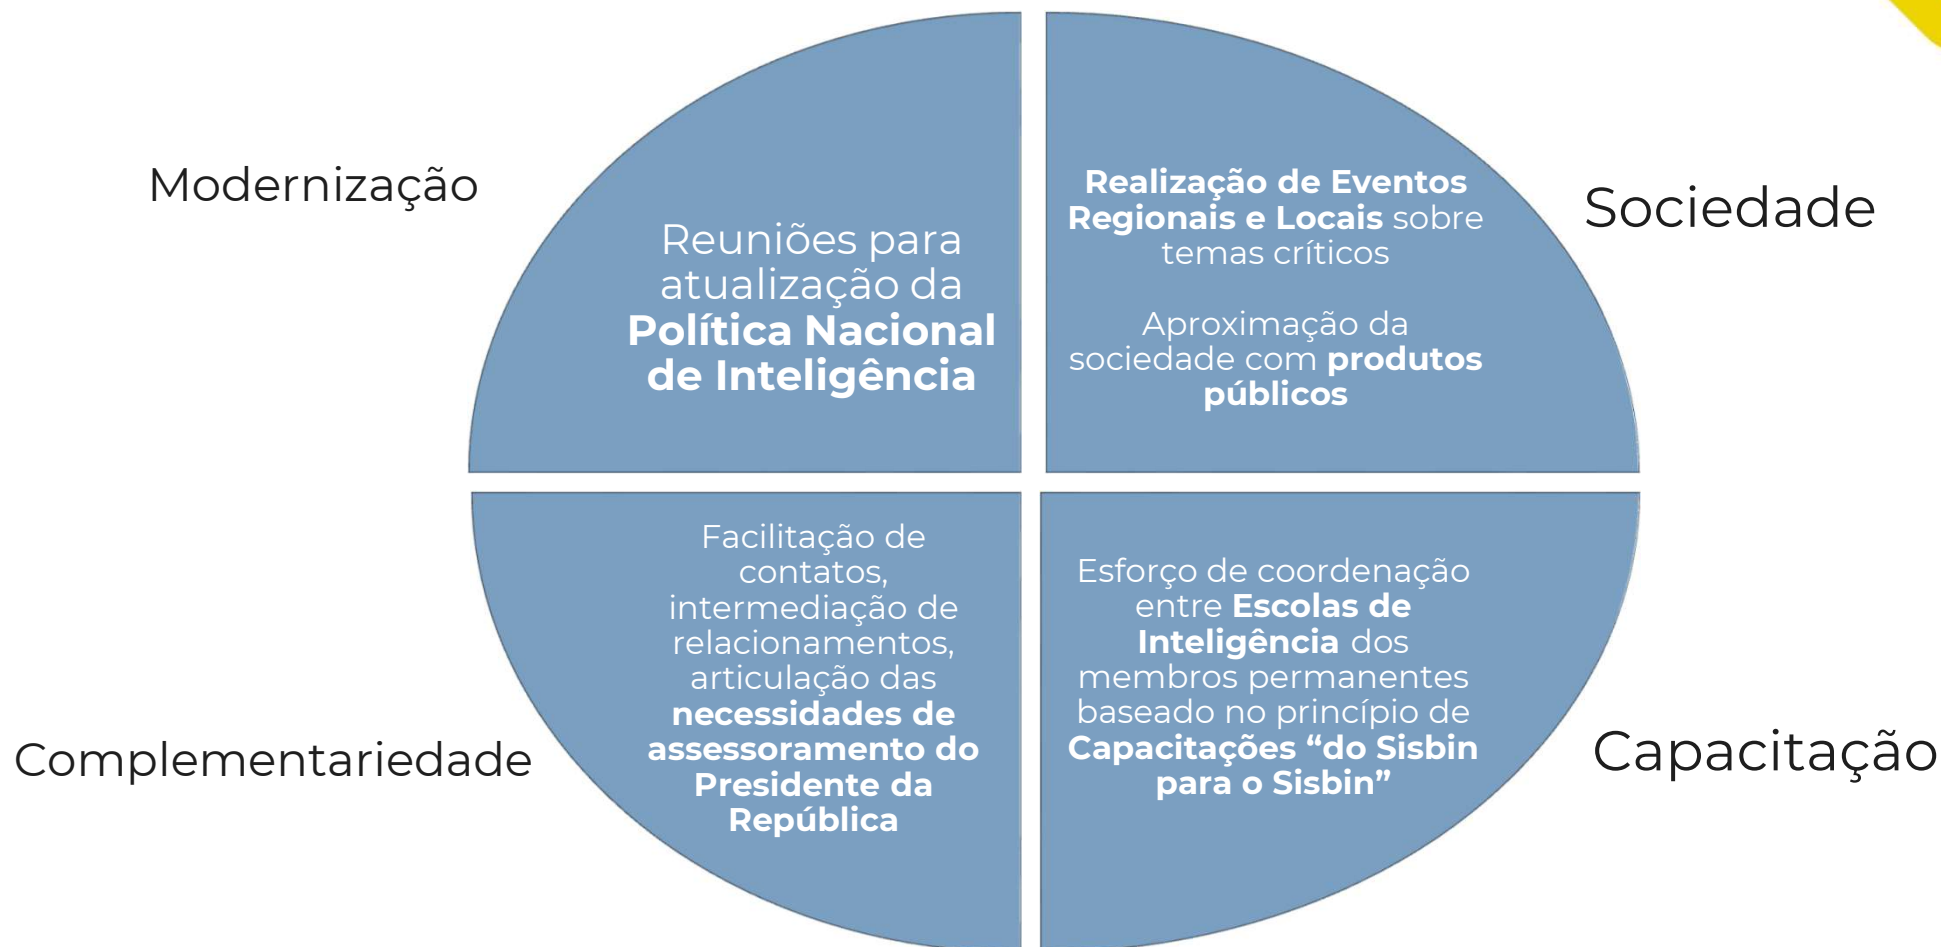 Modernização
Reuniões para
atualização da
Política Nacional
de Inteligência
Realização de Eventos
Regionais e Locais sobre
temas críticos
Aproximação da
sociedade com produtos
públicos
Sociedade
Complementariedade
Facilitação de
contatos,
intermediação de
relacionamentos,
articulação das
necessidades de
assessoramento do
Presidente da
República
Esforço de coordenação
entre Escolas de
Inteligência dos
membros permanentes
baseado no princípio de
Capacitações “do Sisbin
para o Sisbin”
Capacitação